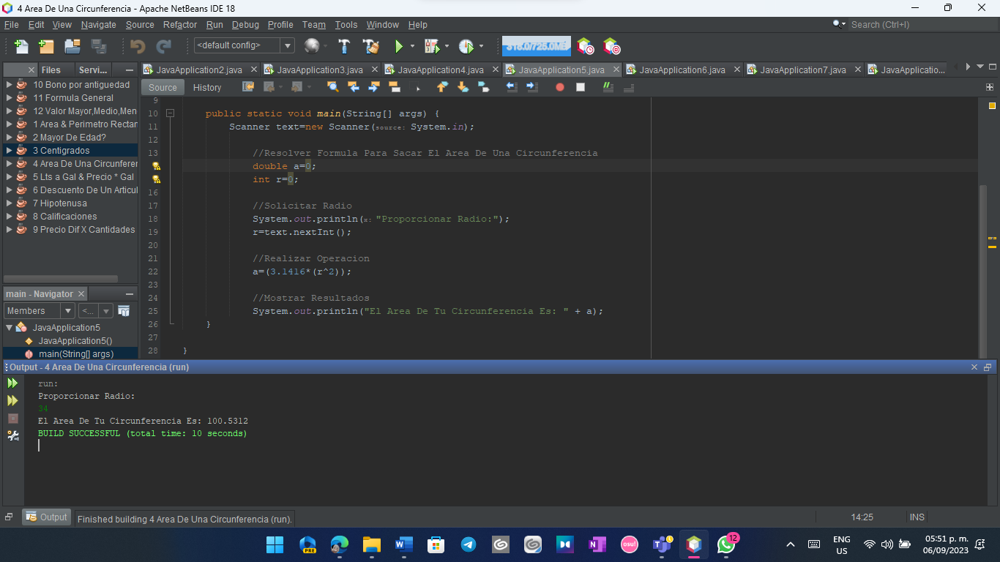 4 Area De Una Circunferencia - Apache NetBeans IDE 18
File Edit View Navigate Source Refactor Run Debug Profile Team Tools Window Help
Search (Ctrl+I)
<default config>
Files Servi...
JavaApplication2.java JavaApplication3.java JavaApplication4.java JavaApplication5.java JavaApplication6.java JavaApplication7.java JavaApplicatio...
Source History
10 Bono por antiguedad
11 Formula General
12 Valor Mayor,Medio,Men
1 Area & Perimetro Rectar
2 Mayor De Edad?
3 Centigrados
4 Area De Una Circunferer
5 Lts a Gal & Precio * Gal
6 Descuento De Un Articul
7 Hipotenusa
8 Calificaciones
9 Precio Dif X Cantidades
main - Navigator
Members <...
JavaApplication5
JavaApplication5()
main(String[] args)
9
10 public static void main(String[] args) {
11 Scanner text=new Scanner(source: System.in);
12
13 //Resolver Formula Para Sacar El Area De Una Circunferencia
double a=0;
int r=0;
16
17 //Solicitar Radio
18 System.out.println(x: "Proporcionar Radio:");
19 r=text.nextInt();
20
21 //Realizar Operacion
22 a=(3.1416*(r^2));
23
24 //Mostrar Resultados
25 System.out.println("El Area De Tu Circunferencia Es: " + a);
26 }
27
28 }
Output - 4 Area De Una Circunferencia (run)
run:
Proporcionar Radio:
34
El Area De Tu Circunferencia Es: 100.5312
BUILD SUCCESSFUL (total time: 10 seconds)
Output Finished building 4 Area De Una Circunferencia (run).
14:25 INS
PRE
osu!
12
ENG
US
05:51 p. m.
06/09/2023